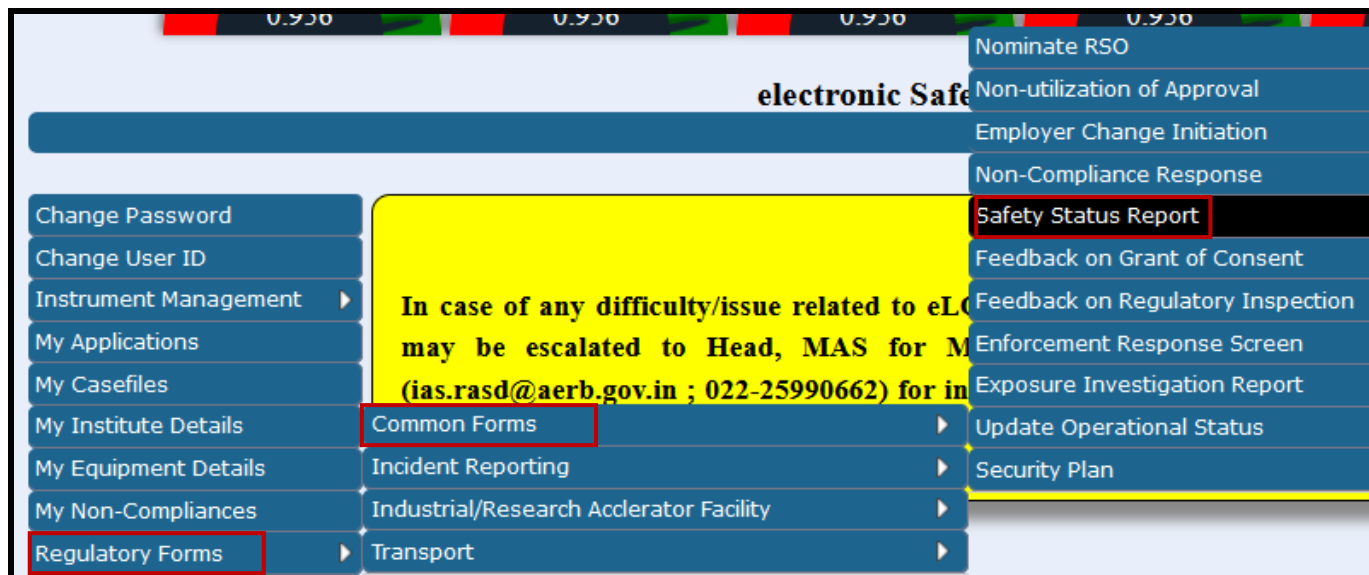 0.956 0.956 0.956 0.956
electronic Safe
Change Password
Change User ID
Instrument Management
My Applications
My Casefiles
My Institute Details
My Equipment Details
My Non-Compliances
Regulatory Forms
In case of any difficulty/issue related to eLO
may be escalated to Head, MAS for M
(ias.rasd@aerb.gov.in ; 022-25990662) for in
Common Forms
Incident Reporting
Industrial/Research Acclerator Facility
Transport
Nominate RSO
Non-utilization of Approval
Employer Change Initiation
Non-Compliance Response
Safety Status Report
Feedback on Grant of Consent
Feedback on Regulatory Inspection
Enforcement Response Screen
Exposure Investigation Report
Update Operational Status
Security Plan